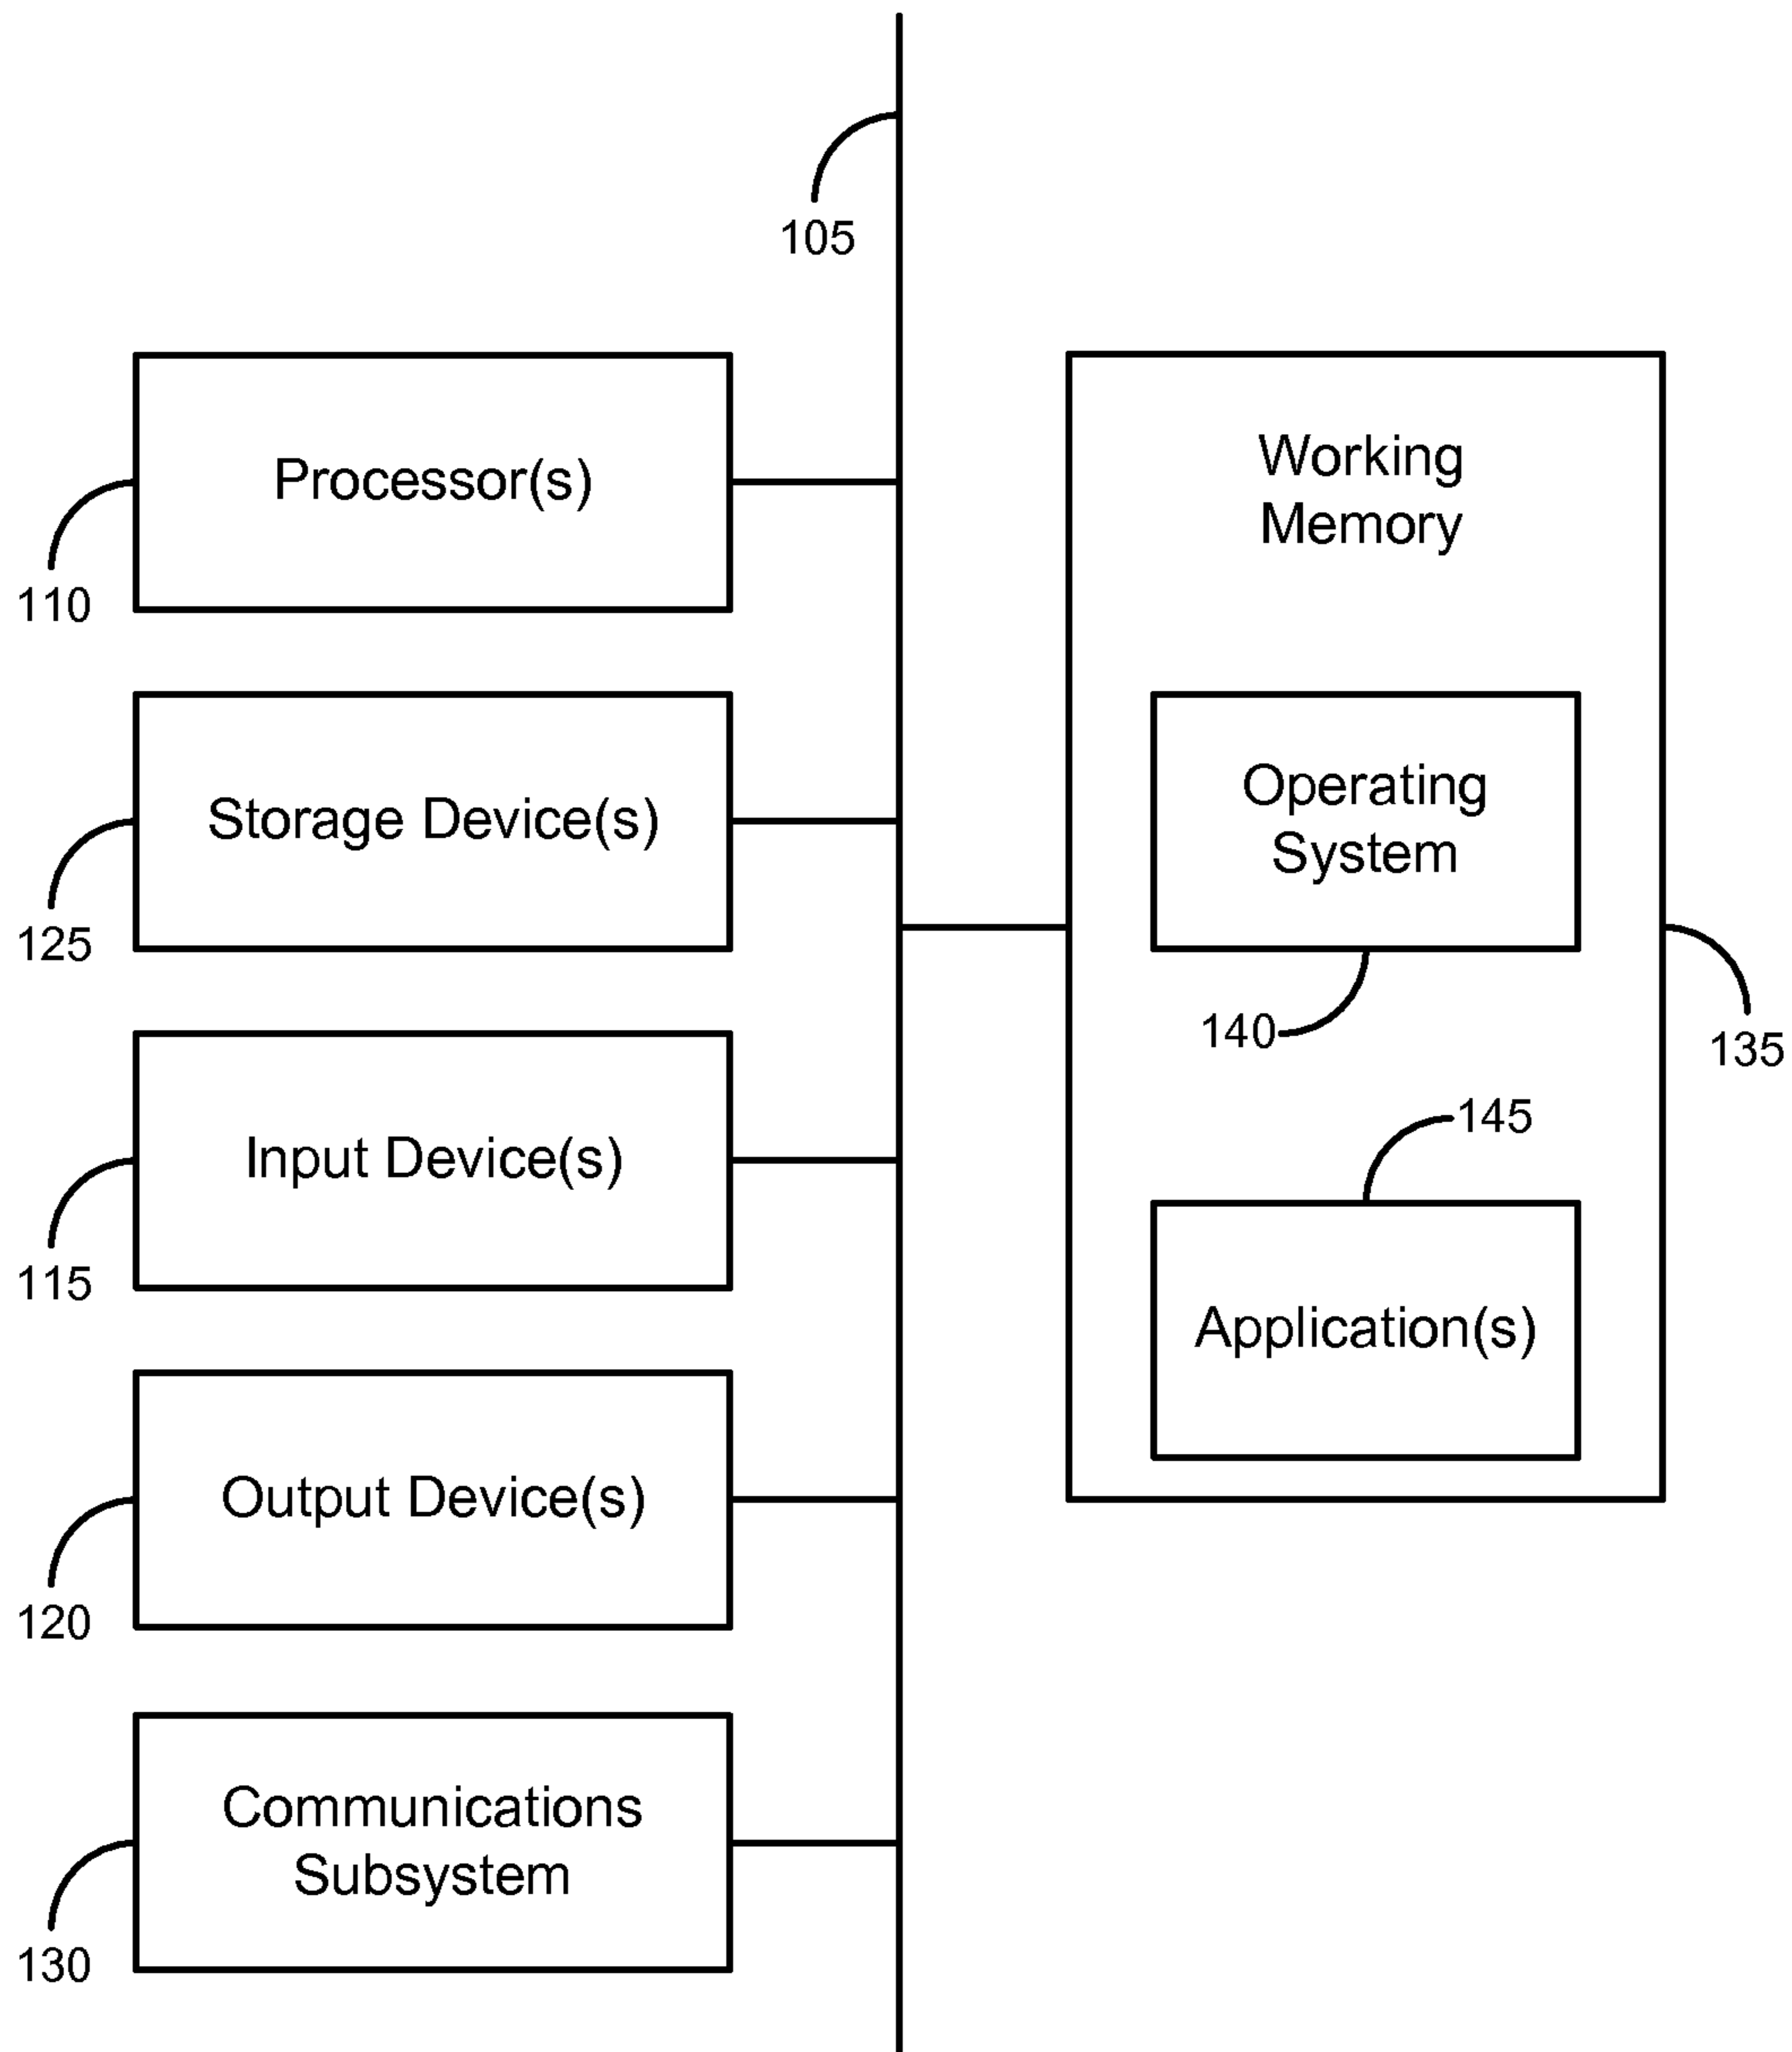 105
Processor(s)
110
Storage Device(s)
125
Input Device(s)
115
Output Device(s)
120
Communications
Subsystem
130
Working
Memory
Operating
System
140
135
145
Application(s)